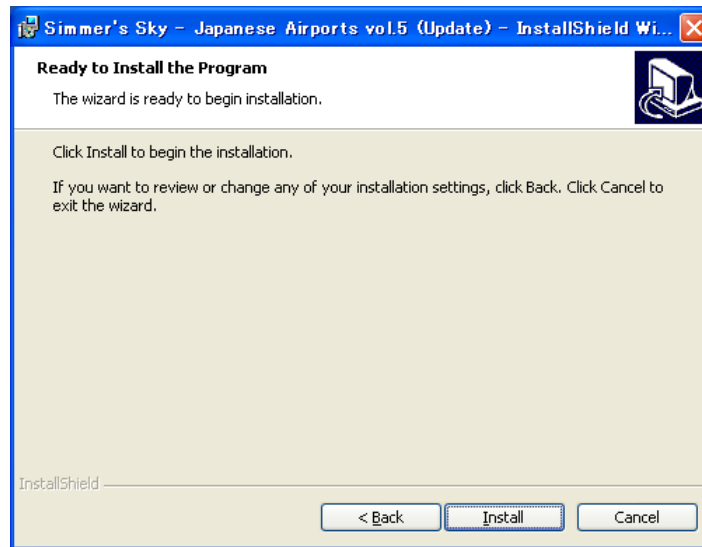 Simmer's Sky - Japanese Airports vol.5 (Update) - InstallShield Wi...
Ready to Install the Program
The wizard is ready to begin installation.
Click Install to begin the installation.
If you want to review or change any of your installation settings, click Back. Click Cancel to
exit the wizard.
InstallShield
< Back
Install
Cancel